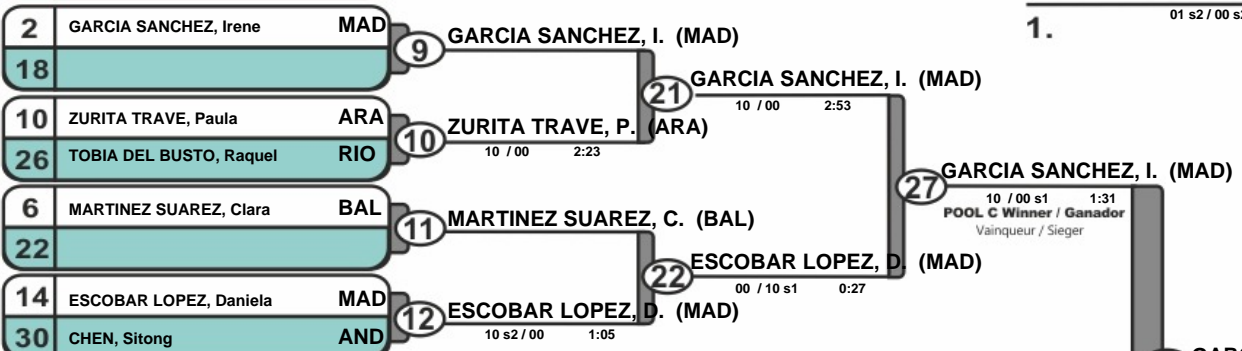 2 GARCIA SANCHEZ, Irene MAD
18
10 ZURITA TRAVE, Paula ARA
26 TOBIA DEL BUSTO, Raquel RIO
6 MARTINEZ SUAREZ, Clara BAL
22
14 ESCOBAR LOPEZ, Daniela MAD
30 CHEN, Sitong AND
9 GARCIA SANCHEZ, I. (MAD)
10 ZURITA TRAVE, P. (ARA)
10 / 00 2:23
11 MARTINEZ SUAREZ, C. (BAL)
12 ESCOBAR LOPEZ, D. (MAD)
10 s2 / 00 1:05
21 GARCIA SANCHEZ, I. (MAD)
10 / 00 2:53
22 ESCOBAR LOPEZ, D. (MAD)
00 / 10 s1 0:27
27 GARCIA SANCHEZ, I. (MAD)
10 / 00 s1 1:31
POOL C Winner / Ganador
Vainqueur / Sieger
01 s2 / 00
1.